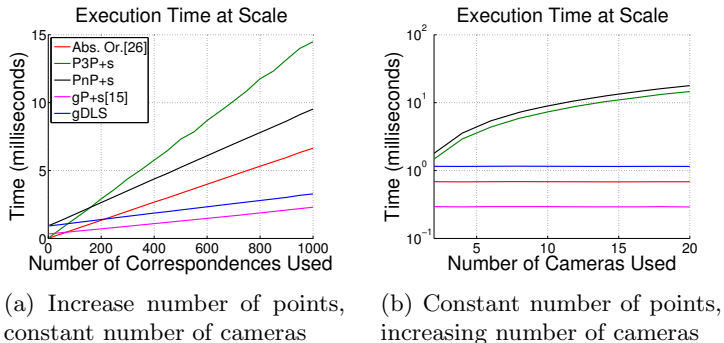 Execution Time at Scale
Time (milliseconds)
15
10
5
0
Abs. Or.[26]
P3P+s
PnP+s
gP+s[15]
gDLS
0 200 400 600 800 1000
Number of Correspondences Used
(a) Increase number of points,
constant number of cameras
Execution Time at Scale
Time (milliseconds)
10^2
10^1
10^0
10^-1
5 10 15 20
Number of Cameras Used
(b) Constant number of points,
increasing number of cameras